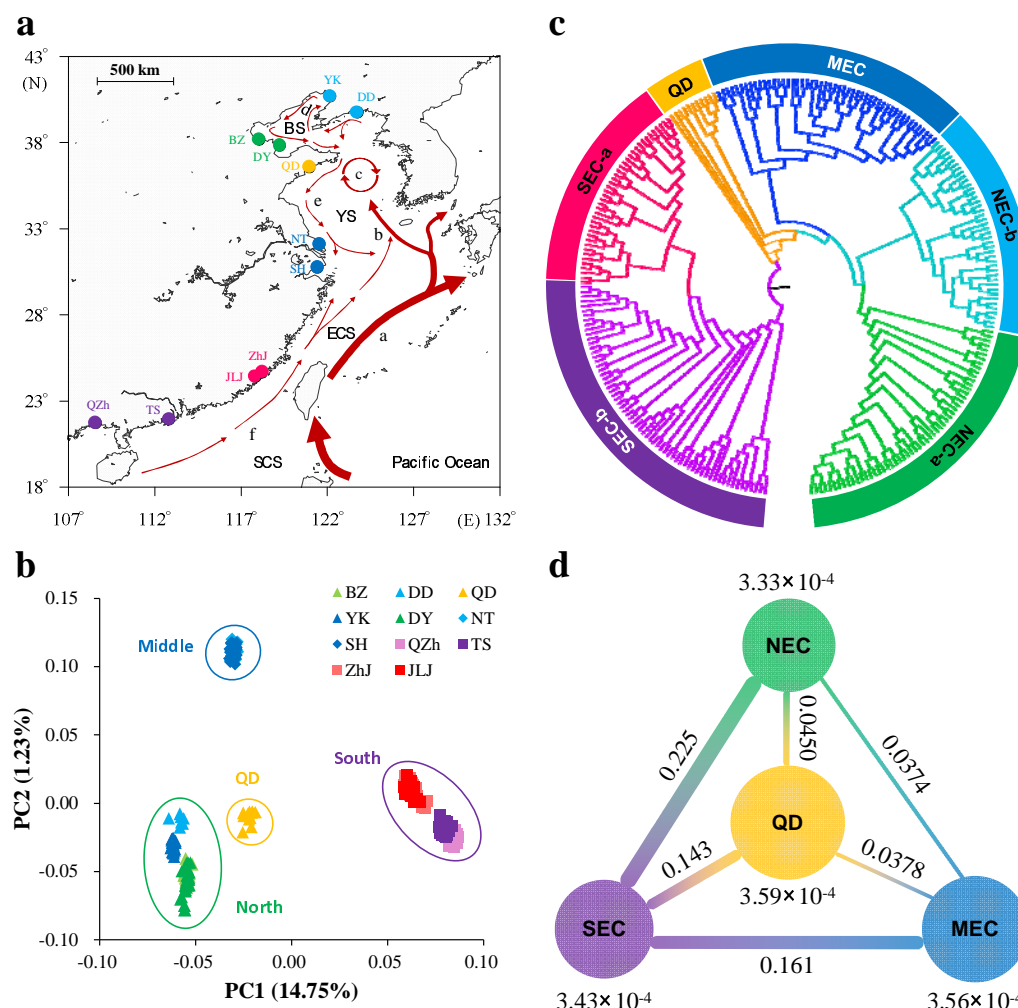 a
43°
(N)
38°
33°
28°
23°
18°
107°
112°
117°
122°
127°
(E) 132°
500 km
YK
DD
d
BS
BZ
DY
QD
c
e
YS
NT
b
SH
ECS
a
ZhJ
JLJ
QZh
TS
f
SCS
Pacific Ocean
c
MEC
QD
SEC-a
NEC-b
SEC-b
NEC-a
b
0.15
0.10
0.05
0.00
-0.05
-0.10
-0.10
-0.05
0.00
0.05
0.10
PC2 (1.23%)
PC1 (14.75%)
BZ DD QD
YK DY NT
SH QZh TS
ZhJ JLJ
Middle
South
QD
North
d
3.33×10-4
NEC
0.225
0.0450
0.0374
QD
0.143
0.0378
3.59×10-4
SEC
MEC
0.161
3.43×10-4